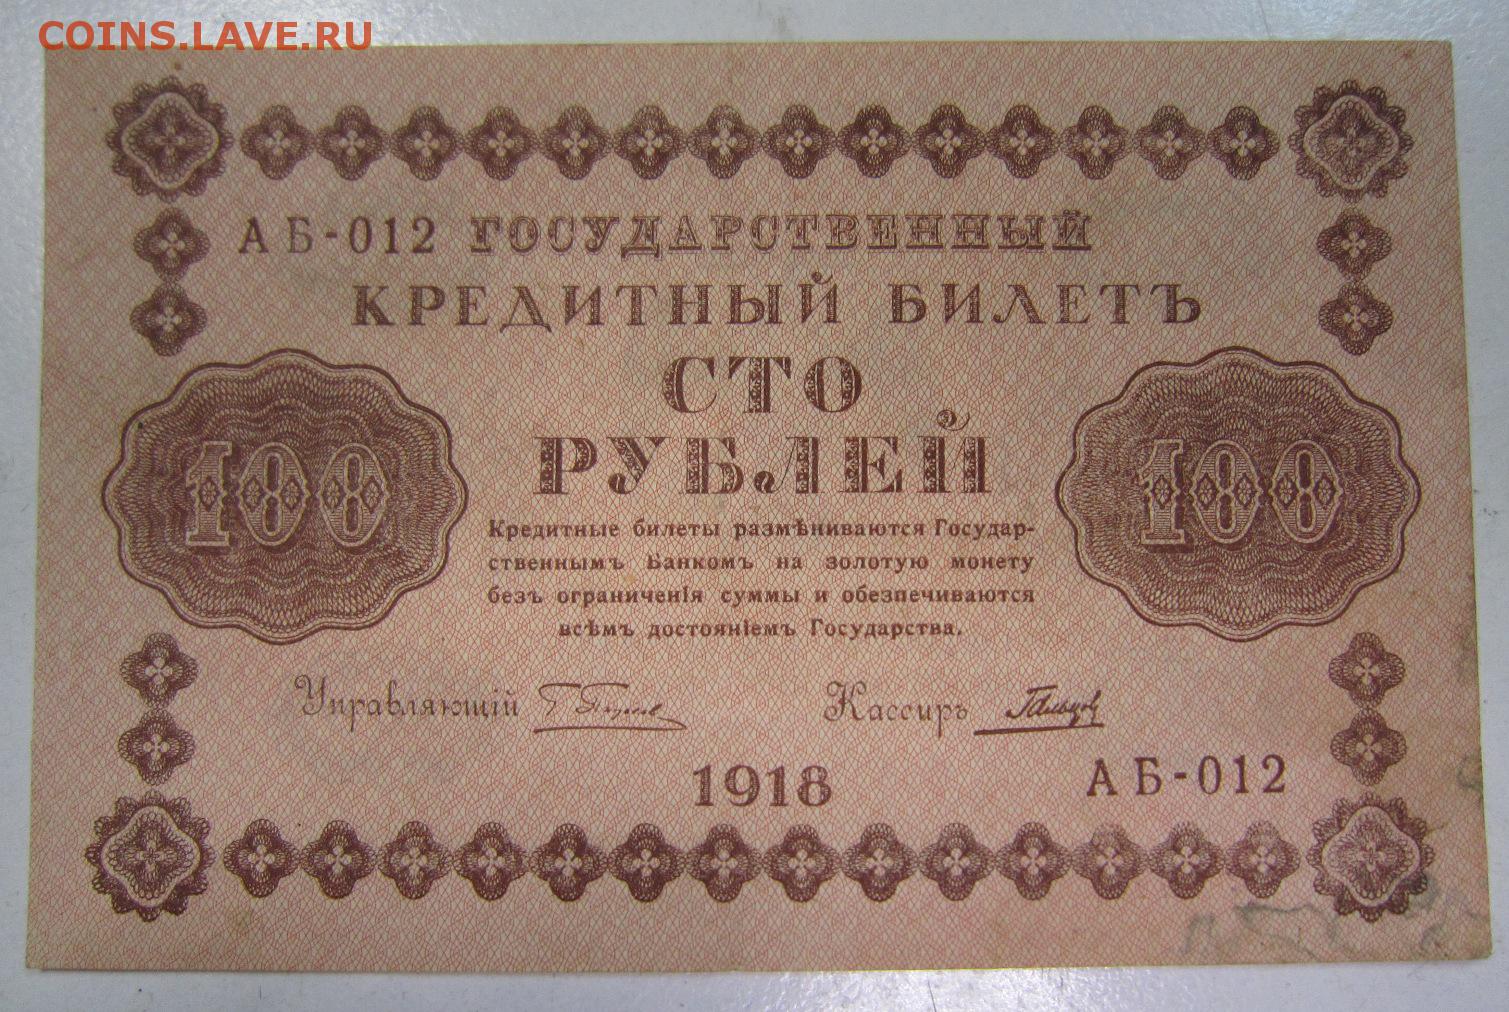 COINS.LAVE.RU
АБ-012 ГОСУДАРСТВЕННЫЙ
КРЕДИТНЫЙ БИЛЕТЪ
СТО
РУБЛЕЙ
100
100
Кредитные билеты размѣниваются Государ-
ственнымъ Банкомъ на золотую монету
безъ ограниченія суммы и обезпечиваются
всѣмъ достояніемъ Государства.
Управляющій
Кассиръ
1918
АБ-012